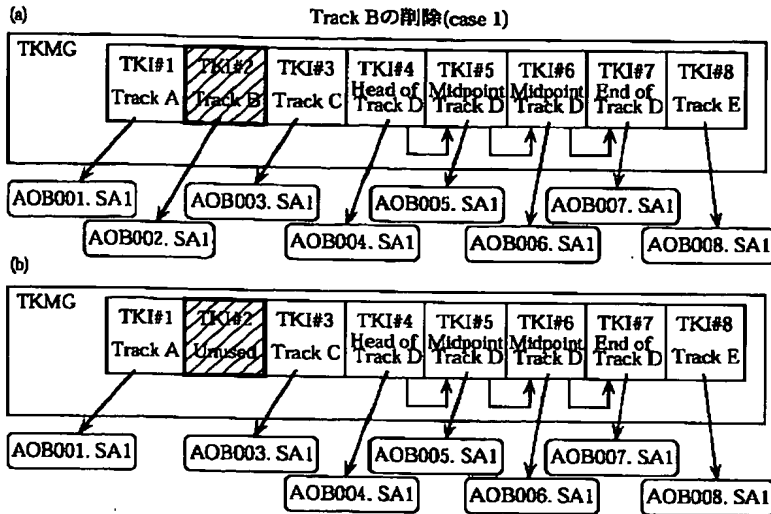 (a)
Track Bの削除(case 1)
TKMG
TKI#1
Track A
TKI#2
Track B
TKI#3
Track C
TKI#4
Head of
Track D
TKI#5
Midpoint
Track D
TKI#6
Midpoint
Track D
TKI#7
End of
Track D
TKI#8
Track E
AOB001. SA1
AOB002. SA1
AOB003. SA1
AOB004. SA1
AOB005. SA1
AOB006. SA1
AOB007. SA1
AOB008. SA1
(b)
TKMG
TKI#1
Track A
TKI#2
Unused
TKI#3
Track C
TKI#4
Head of
Track D
TKI#5
Midpoint
Track D
TKI#6
Midpoint
Track D
TKI#7
End of
Track D
TKI#8
Track E
AOB001. SA1
AOB003. SA1
AOB004. SA1
AOB005. SA1
AOB006. SA1
AOB007. SA1
AOB008. SA1